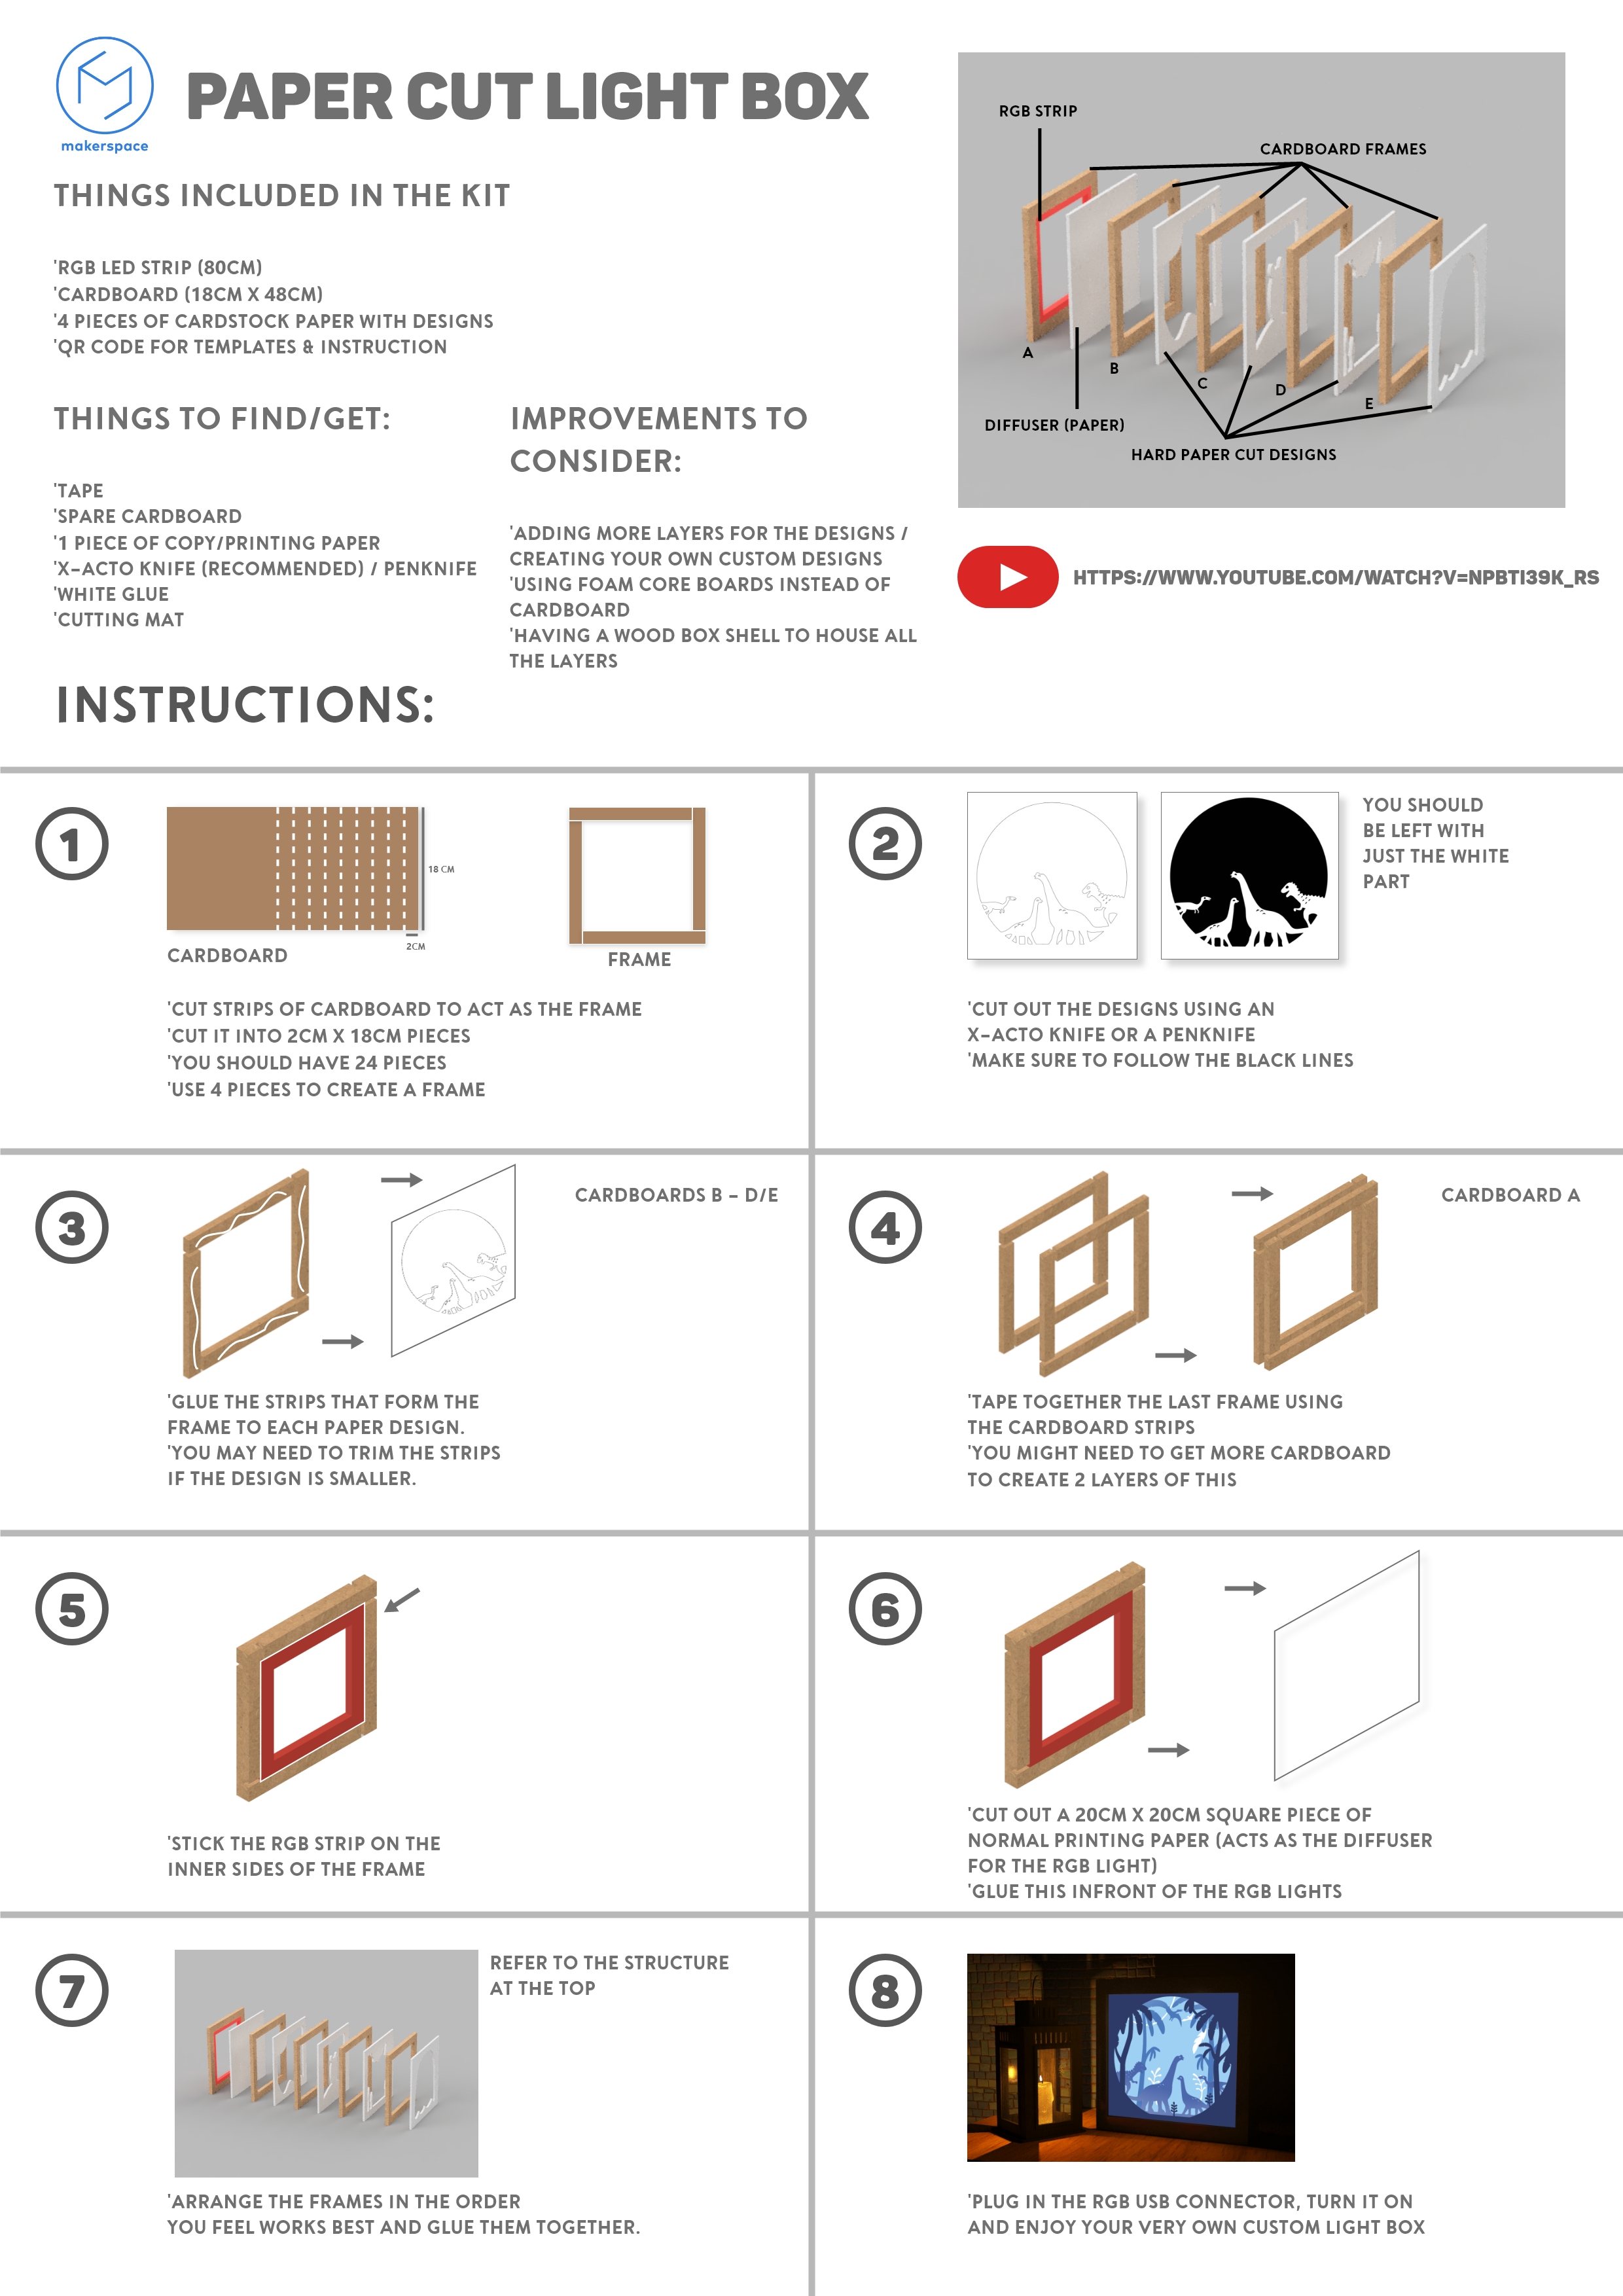 makerspace
PAPER CUT LIGHT BOX
THINGS INCLUDED IN THE KIT
'RGB LED STRIP (80CM)
'CARDBOARD (18CM X 48CM)
'4 PIECES OF CARDSTOCK PAPER WITH DESIGNS
'QR CODE FOR TEMPLATES & INSTRUCTION
THINGS TO FIND/GET:
'TAPE
'SPARE CARDBOARD
'1 PIECE OF COPY/PRINTING PAPER
'X-ACTO KNIFE (RECOMMENDED) / PENKNIFE
'WHITE GLUE
'CUTTING MAT
IMPROVEMENTS TO
CONSIDER:
'ADDING MORE LAYERS FOR THE DESIGNS /
CREATING YOUR OWN CUSTOM DESIGNS
'USING FOAM CORE BOARDS INSTEAD OF
CARDBOARD
'HAVING A WOOD BOX SHELL TO HOUSE ALL
THE LAYERS
RGB STRIP
CARDBOARD FRAMES
A
B
C
D
E
DIFFUSER (PAPER)
HARD PAPER CUT DESIGNS
HTTPS://WWW.YOUTUBE.COM/WATCH?V=NPBTI39K_RS
INSTRUCTIONS:
1
18 CM
2CM
CARDBOARD
FRAME
'CUT STRIPS OF CARDBOARD TO ACT AS THE FRAME
'CUT IT INTO 2CM X 18CM PIECES
'YOU SHOULD HAVE 24 PIECES
'USE 4 PIECES TO CREATE A FRAME
2
YOU SHOULD
BE LEFT WITH
JUST THE WHITE
PART
'CUT OUT THE DESIGNS USING AN
X-ACTO KNIFE OR A PENKNIFE
'MAKE SURE TO FOLLOW THE BLACK LINES
3
CARDBOARDS B - D/E
'GLUE THE STRIPS THAT FORM THE
FRAME TO EACH PAPER DESIGN.
'YOU MAY NEED TO TRIM THE STRIPS
IF THE DESIGN IS SMALLER.
4
CARDBOARD A
'TAPE TOGETHER THE LAST FRAME USING
THE CARDBOARD STRIPS
'YOU MIGHT NEED TO GET MORE CARDBOARD
TO CREATE 2 LAYERS OF THIS
5
'STICK THE RGB STRIP ON THE
INNER SIDES OF THE FRAME
6
'CUT OUT A 20CM X 20CM SQUARE PIECE OF
NORMAL PRINTING PAPER (ACTS AS THE DIFFUSER
FOR THE RGB LIGHT)
'GLUE THIS INFRONT OF THE RGB LIGHTS
7
REFER TO THE STRUCTURE
AT THE TOP
'ARRANGE THE FRAMES IN THE ORDER
YOU FEEL WORKS BEST AND GLUE THEM TOGETHER.
8
'PLUG IN THE RGB USB CONNECTOR, TURN IT ON
AND ENJOY YOUR VERY OWN CUSTOM LIGHT BOX